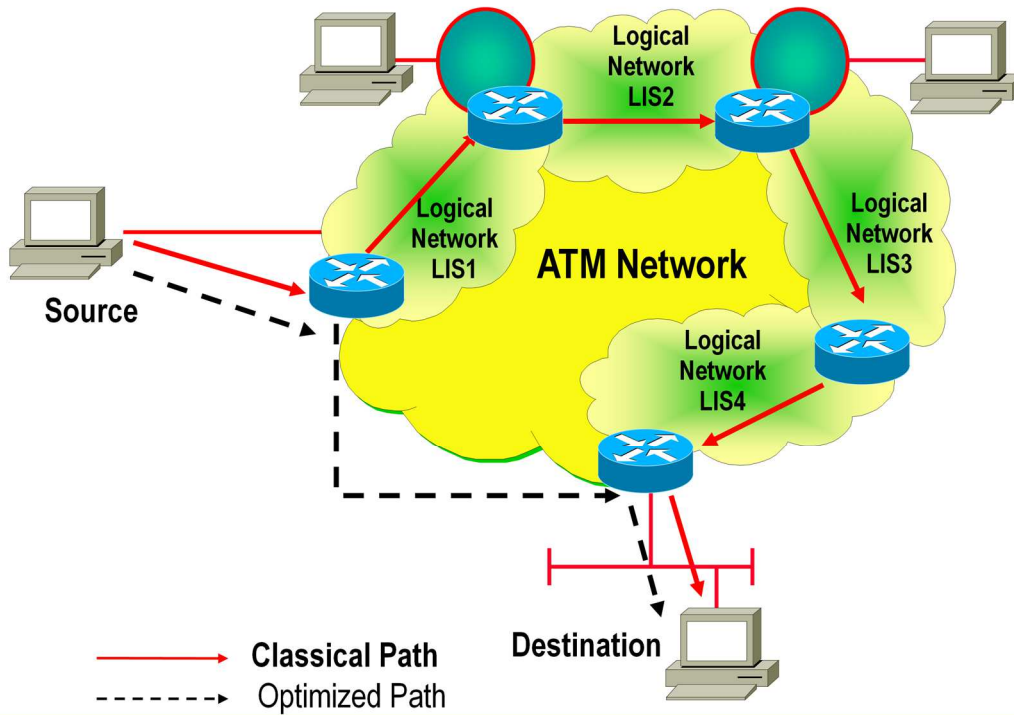 Logical
Network
LIS2
Logical
Network
LIS1
Logical
Network
LIS3
ATM Network
Source
Logical
Network
LIS4
Destination
Classical Path
Optimized Path